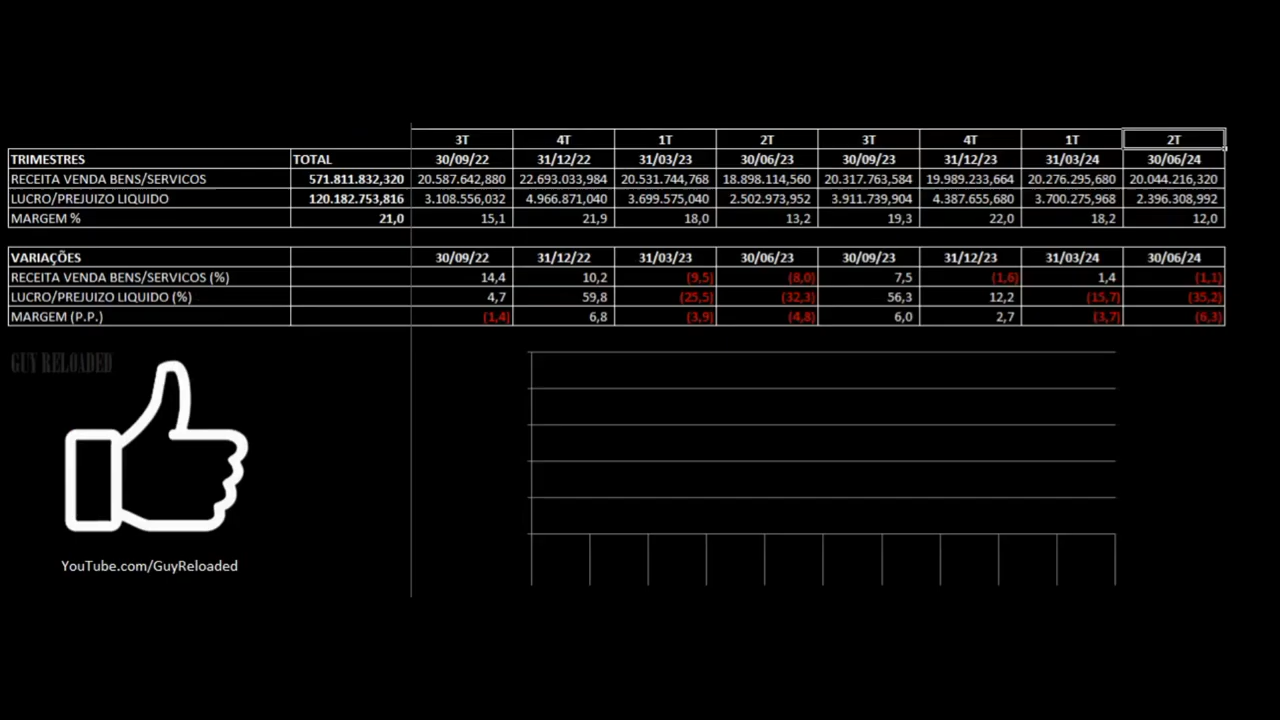 3T 4T 1T 2T 3T 4T 1T 2T
TRIMESTRES TOTAL 30/09/22 31/12/22 31/03/23 30/06/23 30/09/23 31/12/23 31/03/24 30/06/24
RECEITA VENDA BENS/SERVICOS 571.811.832,320 20.587.642,880 22.693.033,984 20.531.744,768 18.898.114,560 20.317.763,584 19.989.233,664 20.276.295,680 20.044.216,320
LUCRO/PREJUIZO LIQUIDO 120.182.753,816 3.108.556,032 4.966.871,040 3.699.575,040 2.502.973,952 3.911.739,904 4.387.655,680 3.700.275,968 2.396.308,992
MARGEM % 21,0 15,1 21,9 18,0 13,2 19,3 22,0 18,2 12,0
VARIAÇÕES 30/09/22 31/12/22 31/03/23 30/06/23 30/09/23 31/12/23 31/03/24 30/06/24
RECEITA VENDA BENS/SERVICOS (%) 14,4 10,2 (9,5) (8,0) 7,5 (1,6) 1,4 (1,1)
LUCRO/PREJUIZO LIQUIDO (%) 4,7 59,8 (25,5) (32,3) 56,3 12,2 (15,7) (35,2)
MARGEM (P.P.) (1,4) 6,8 (3,9) (4,8) 6,0 2,7 (3,7) (6,3)
GUY RELOADED
YouTube.com/GuyReloaded